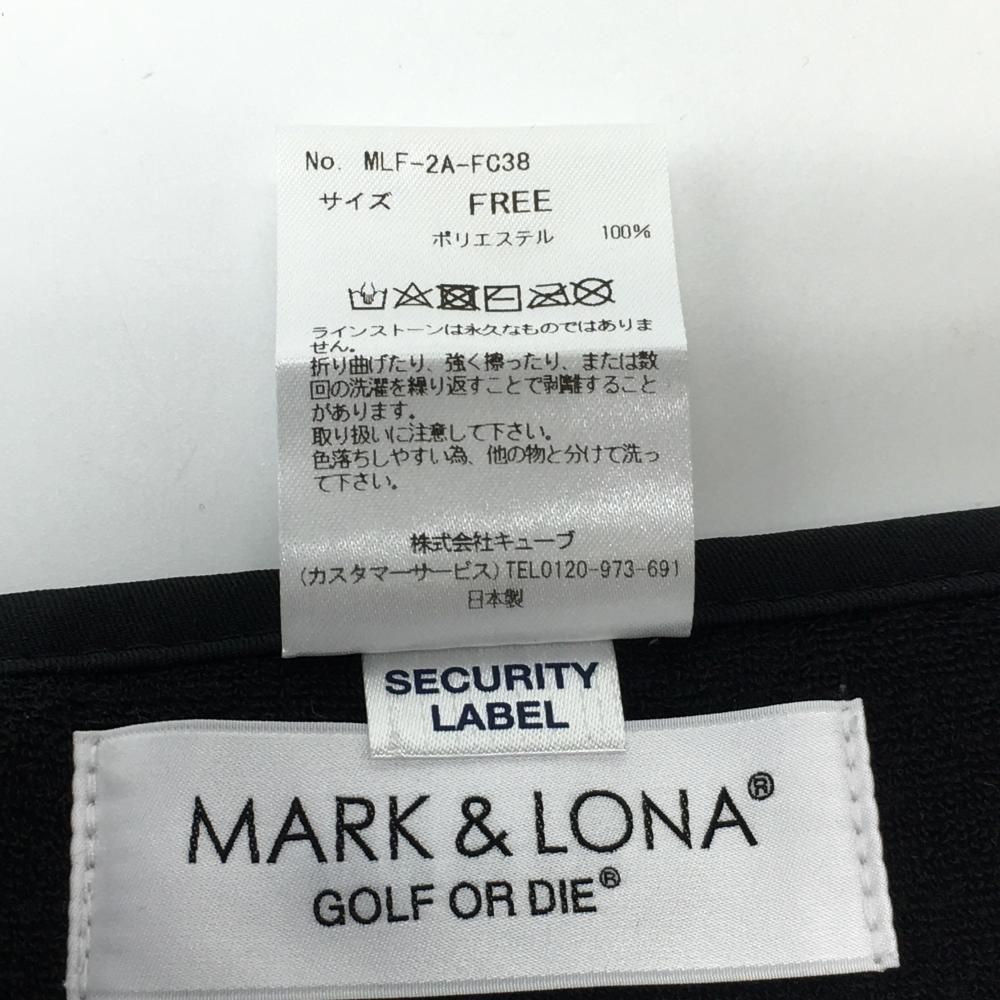 No. MLF-2A-FC38
サイズ FREE
ポリエステル 100%
ラインストーンは永久なものではありま
せん。
折り曲げたり、強く擦ったり、または数
回の洗濯を繰り返すことで剥離すること
があります。
取り扱いに注意して下さい。
色落ちしやすい為、他の物と分けて洗っ
て下さい。
株式会社キューブ
(カスタマーサービス)TEL0120-973-691
日本製
SECURITY
LABEL
MARK & LONA®
GOLF OR DIE®